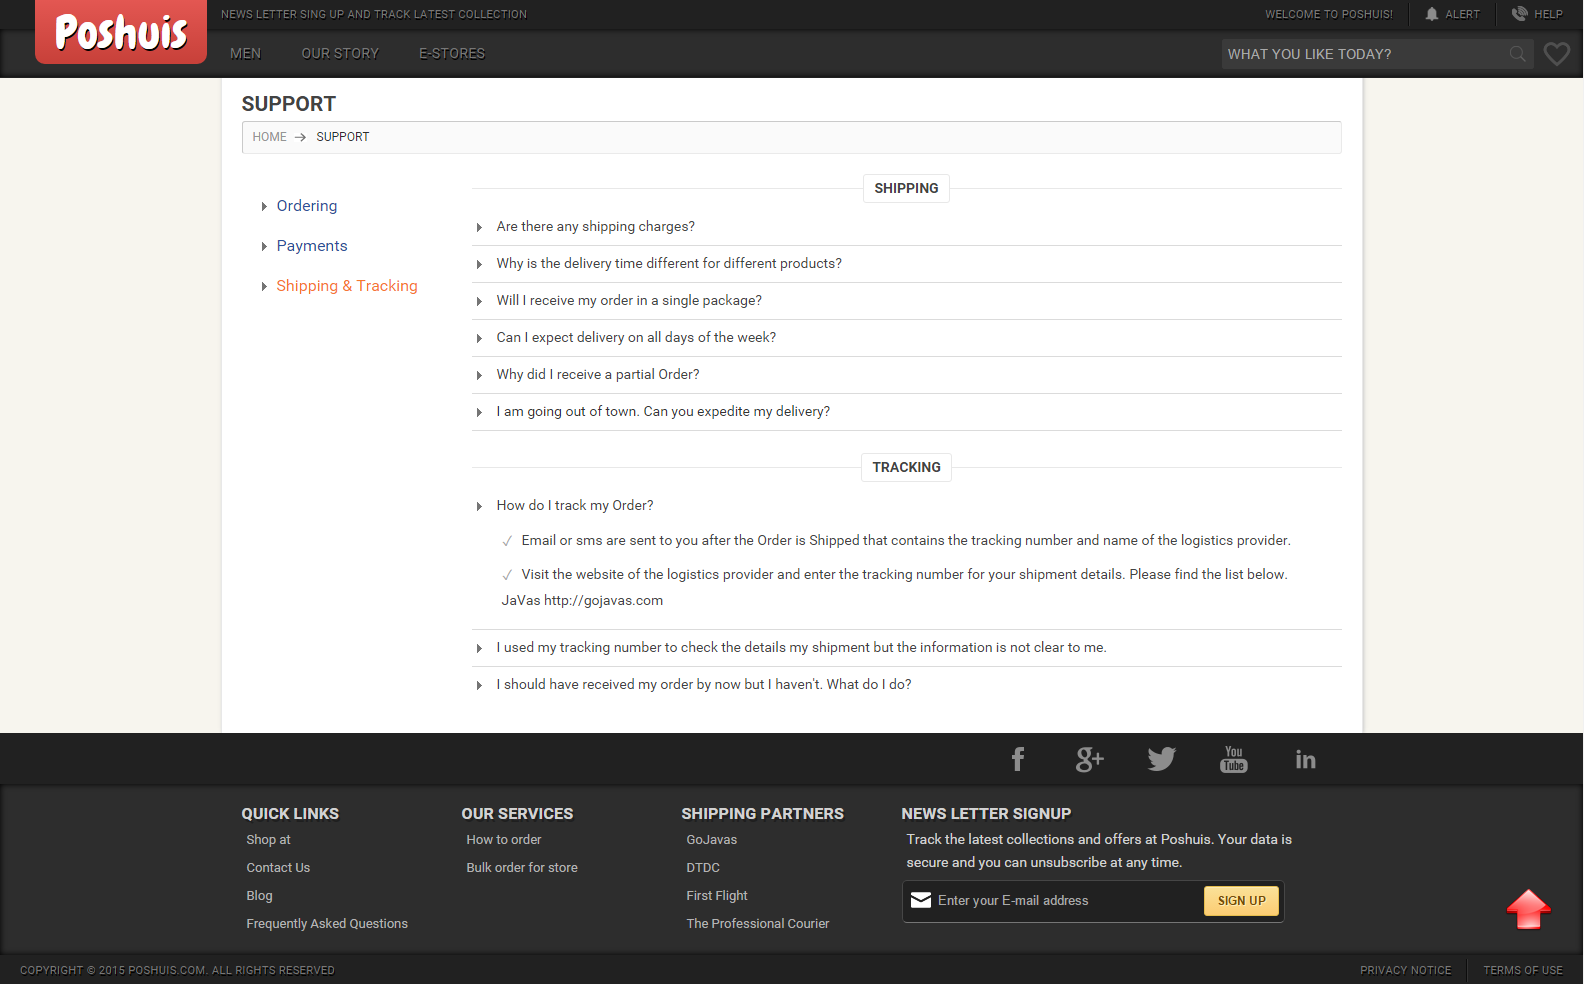 Poshuis
NEWS LETTER SING UP AND TRACK LATEST COLLECTION
WELCOME TO POSHUIS!
ALERT
HELP
MEN
OUR STORY
E-STORES
WHAT YOU LIKE TODAY?
SUPPORT
HOME
SUPPORT
Ordering
Payments
Shipping & Tracking
SHIPPING
Are there any shipping charges?
Why is the delivery time different for different products?
Will I receive my order in a single package?
Can I expect delivery on all days of the week?
Why did I receive a partial Order?
I am going out of town. Can you expedite my delivery?
TRACKING
How do I track my Order?
Email or sms are sent to you after the Order is Shipped that contains the tracking number and name of the logistics provider.
Visit the website of the logistics provider and enter the tracking number for your shipment details. Please find the list below.
JaVas http://gojavas.com
I used my tracking number to check the details my shipment but the information is not clear to me.
I should have received my order by now but I haven't. What do I do?
You
Tube
QUICK LINKS
Shop at
Contact Us
Blog
Frequently Asked Questions
OUR SERVICES
How to order
Bulk order for store
SHIPPING PARTNERS
GoJavas
DTDC
First Flight
The Professional Courier
NEWS LETTER SIGNUP
Track the latest collections and offers at Poshuis. Your data is
secure and you can unsubscribe at any time.
Enter your E-mail address
SIGN UP
COPYRIGHT © 2015 POSHUIS.COM. ALL RIGHTS RESERVED
PRIVACY NOTICE
TERMS OF USE